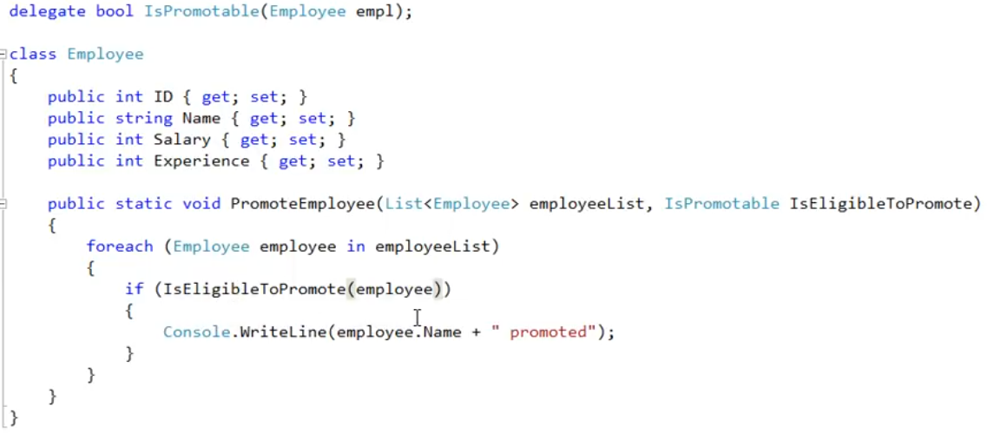 delegate bool IsPromotable(Employee empl);
class Employee
{
public int ID { get; set; }
public string Name { get; set; }
public int Salary { get; set; }
public int Experience { get; set; }
public static void PromoteEmployee(List<Employee> employeeList, IsPromotable IsEligibleToPromote)
{
foreach (Employee employee in employeeList)
{
if (IsEligibleToPromote(employee))
{
Console.WriteLine(employee.Name + " promoted");
}
}
}
}